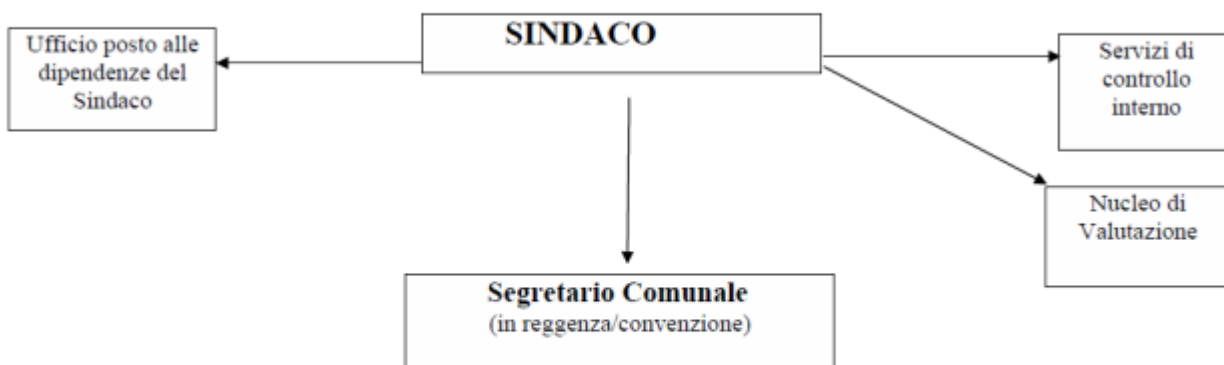 SINDACO
Ufficio posto alle
dipendenze del
Sindaco
Servizi di
controllo
interno
Nucleo di
Valutazione
Segretario Comunale
(in reggenza/convenzione)